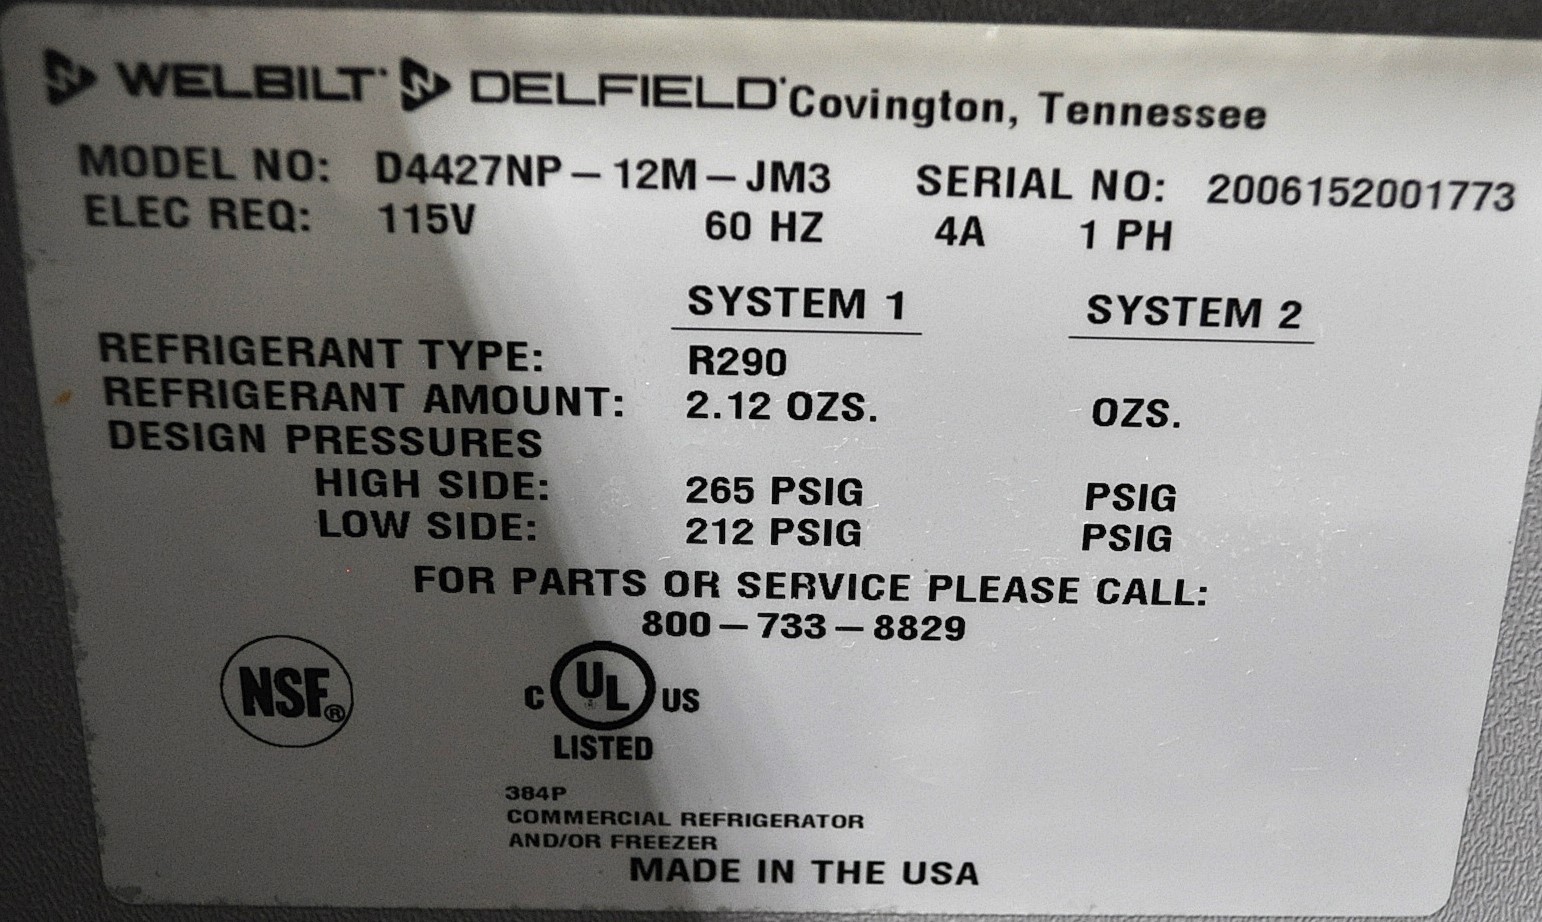 WELBILT DELFIELD Covington, Tennessee
MODEL NO: D4427NP-12M-JM3 SERIAL NO: 2006152001773
ELEC REQ: 115V 60 HZ 4A 1 PH
SYSTEM 1 SYSTEM 2
REFRIGERANT TYPE: R290
REFRIGERANT AMOUNT: 2.12 OZS. OZS.
DESIGN PRESSURES
HIGH SIDE: 265 PSIG PSIG
LOW SIDE: 212 PSIG PSIG
FOR PARTS OR SERVICE PLEASE CALL:
800-733-8829
NSF®
C UL® US
LISTED
384P
COMMERCIAL REFRIGERATOR
AND/OR FREEZER
MADE IN THE USA